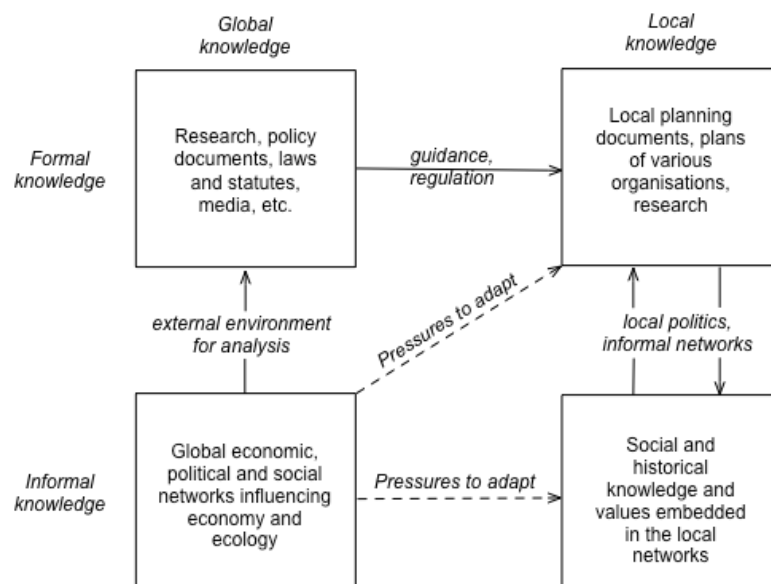 Global
knowledge
Local
knowledge
Formal
knowledge
Research, policy
documents, laws
and statutes,
media, etc.
guidance,
regulation
Local planning
documents, plans
of various
organisations,
research
external environment
for analysis
Pressures to adapt
local politics,
informal networks
Informal
knowledge
Global economic,
political and social
networks influencing
economy and
ecology
Pressures to adapt
Social and
historical
knowledge and
values embedded
in the local
networks